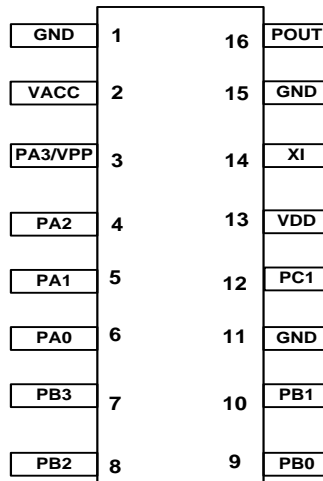 GND 1 16 POUT
VACC 2 15 GND
PA3/VPP 3 14 XI
PA2 4 13 VDD
PA1 5 12 PC1
PA0 6 11 GND
PB3 7 10 PB1
PB2 8 9 PB0